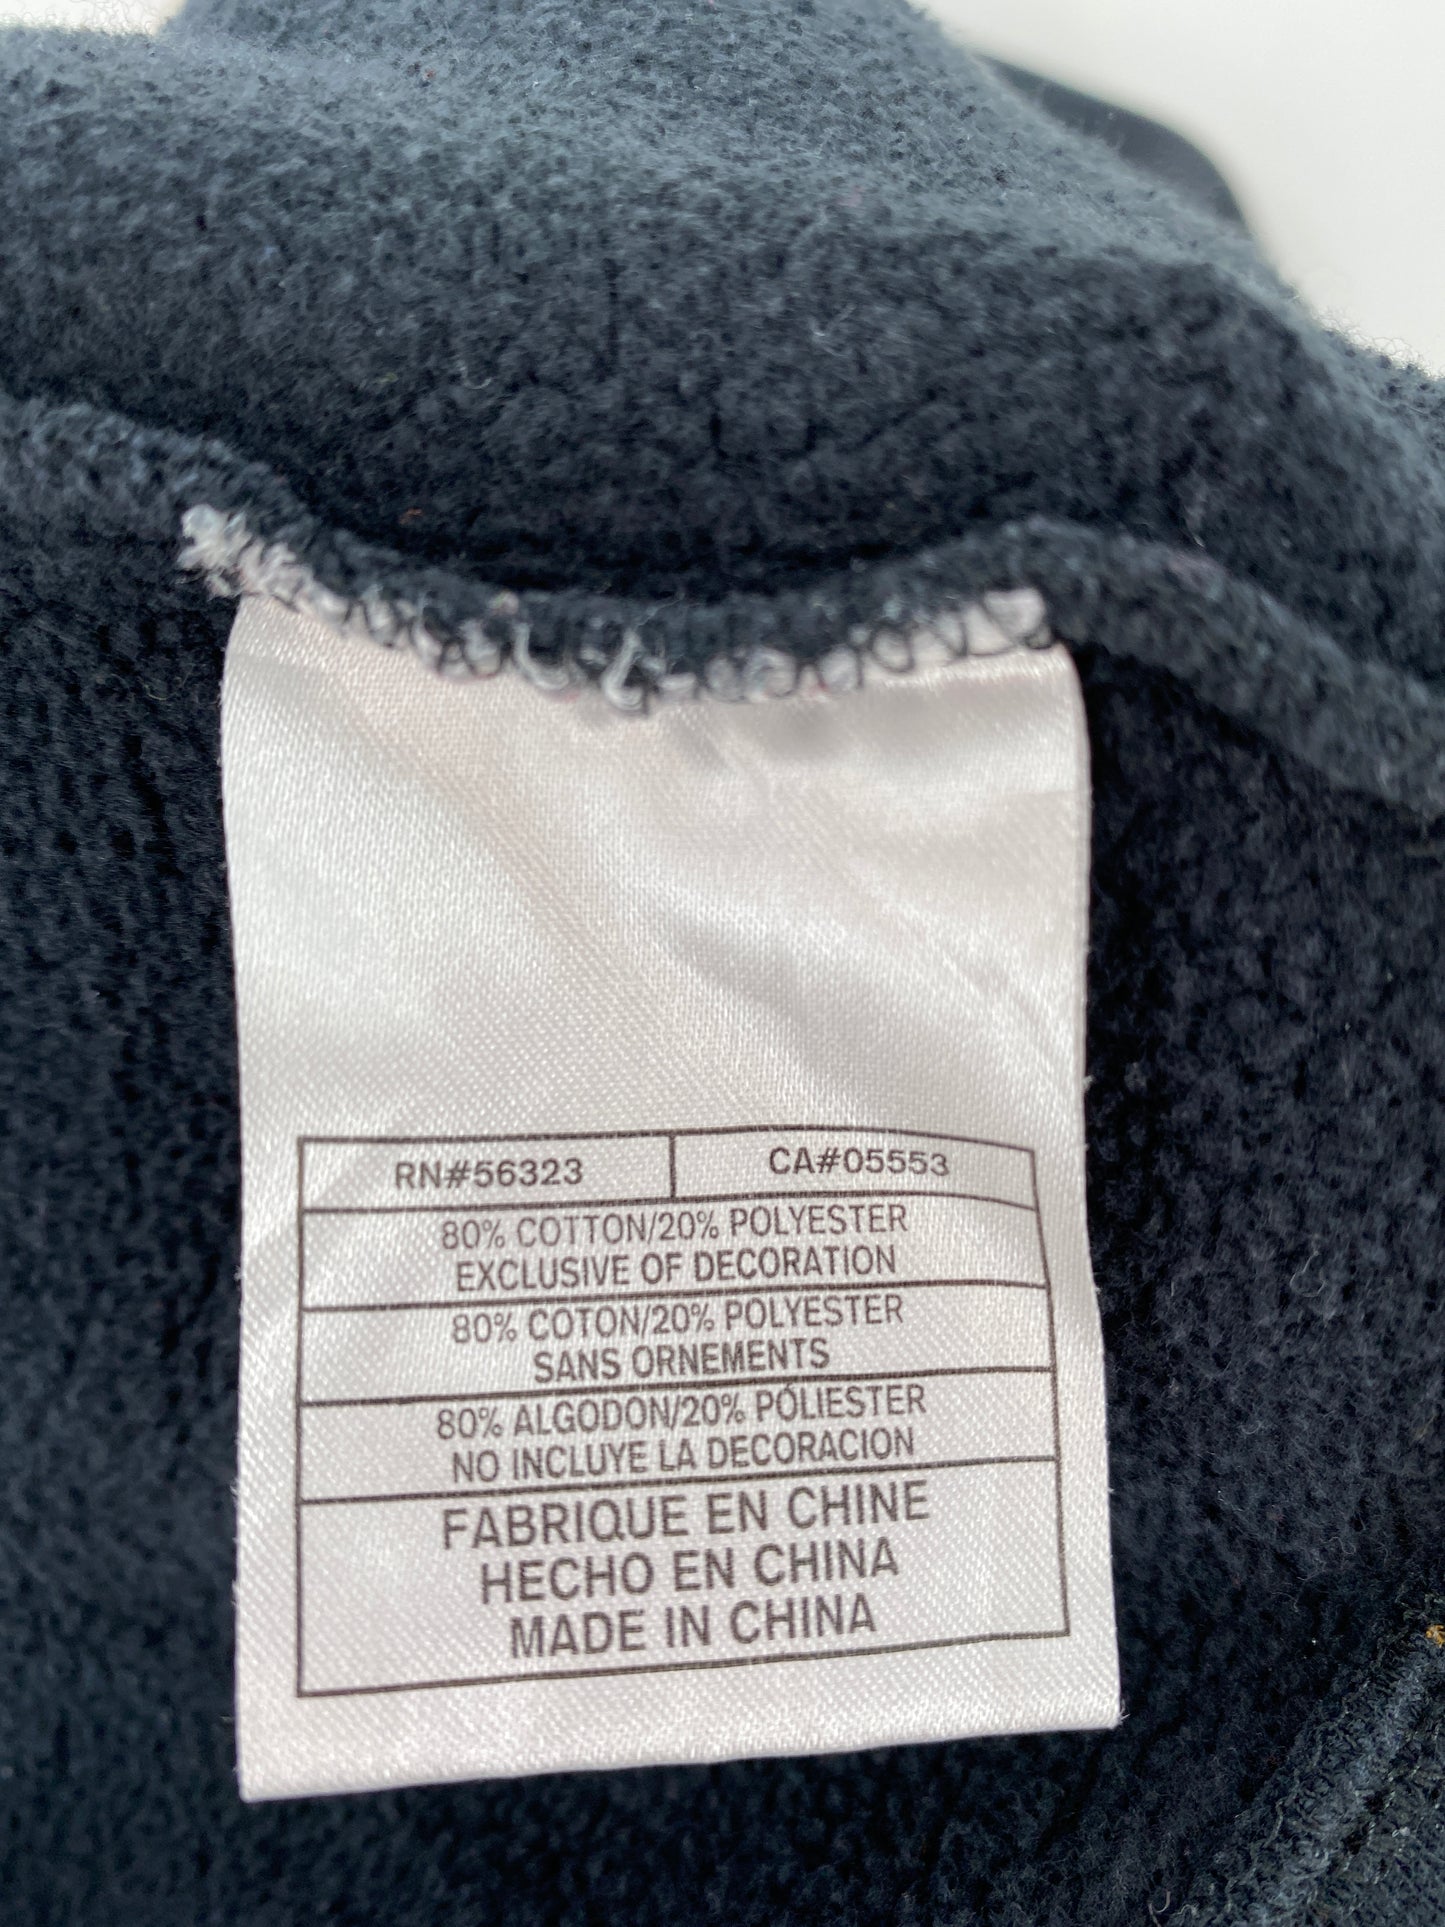 RN#56323 CA#05553
80% COTTON/20% POLYESTER
EXCLUSIVE OF DECORATION
80% COTON/20% POLYESTER
SANS ORNEMENTS
80% ALGODON/20% PÓLIESTER
NO INCLUYE LA DECORACION
FABRIQUE EN CHINE
HECHO EN CHINA
MADE IN CHINA